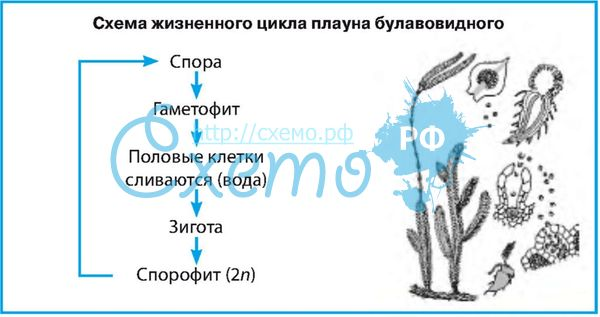 Схема жизненного цикла плауна булавовидного
Спора
Гаметофит
http://схемо.рф
Половые клетки
сливаются (вода)
Схемо
РФ
Зигота
Спорофит (2n)